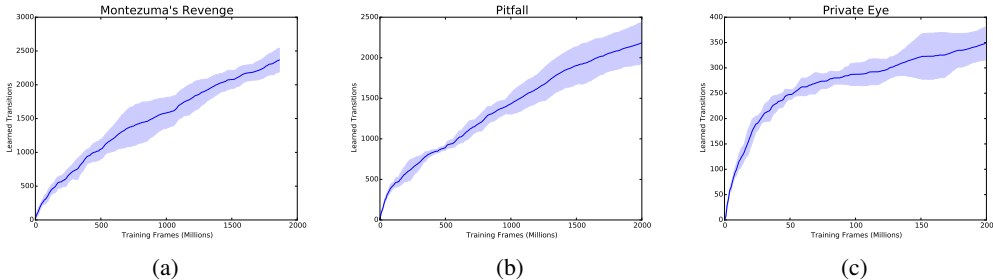 Montezuma's Revenge
3000
2500
2000
1500
1000
500
0
Learned Transitions
0 500 1000 1500 2000
Training Frames (Millions)
(a)
Pitfall
2500
2000
1500
1000
500
0
Learned Transitions
0 500 1000 1500 2000
Training Frames (Millions)
(b)
Private Eye
400
350
300
250
200
150
100
50
0
Learned Transitions
0 50 100 150 200
Training Frames (Millions)
(c)